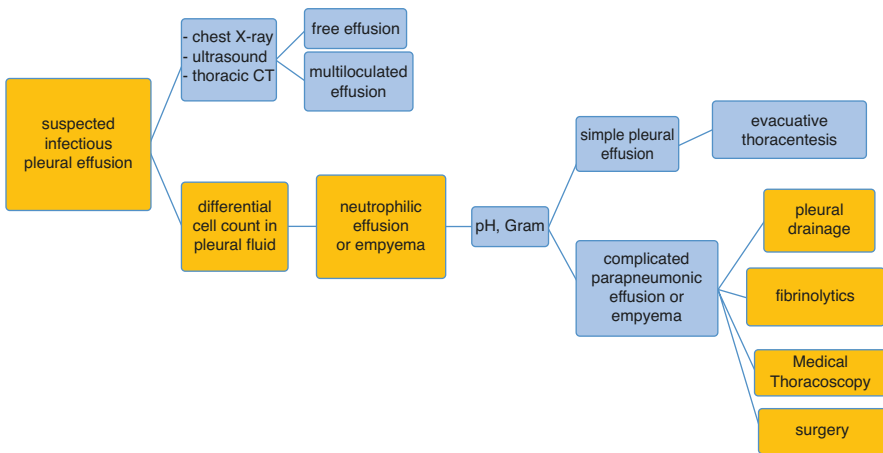 suspected
infectious
pleural effusion
- chest X-ray
- ultrasound
- thoracic CT
free effusion
multiloculated
effusion
differential
cell count in
pleural fluid
neutrophilic
effusion
or empyema
pH, Gram
simple pleural
effusion
evacuative
thoracentesis
complicated
parapneumonic
effusion or
empyema
pleural
drainage
fibrinolytics
Medical
Thoracoscopy
surgery